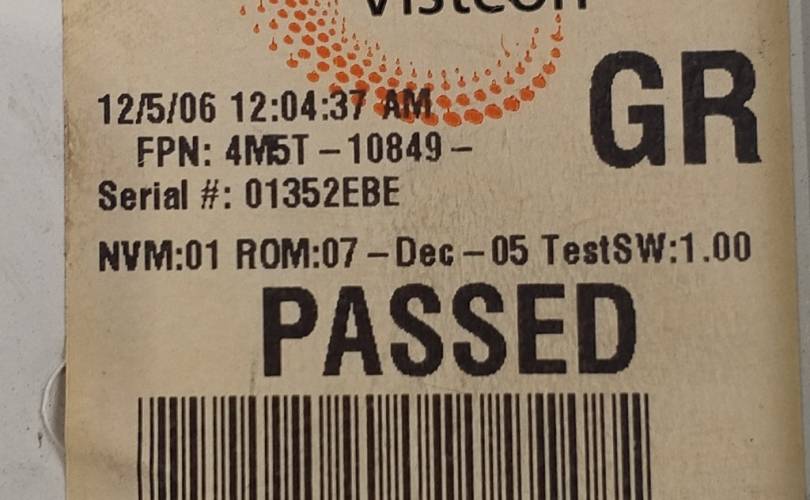 Visteon
GR
12/5/06 12:04:37 AM
FPN: 4M5T-10849-
Serial #: 01352EBE
NVM:01 ROM:07-Dec-05 TestSW:1.00
PASSED